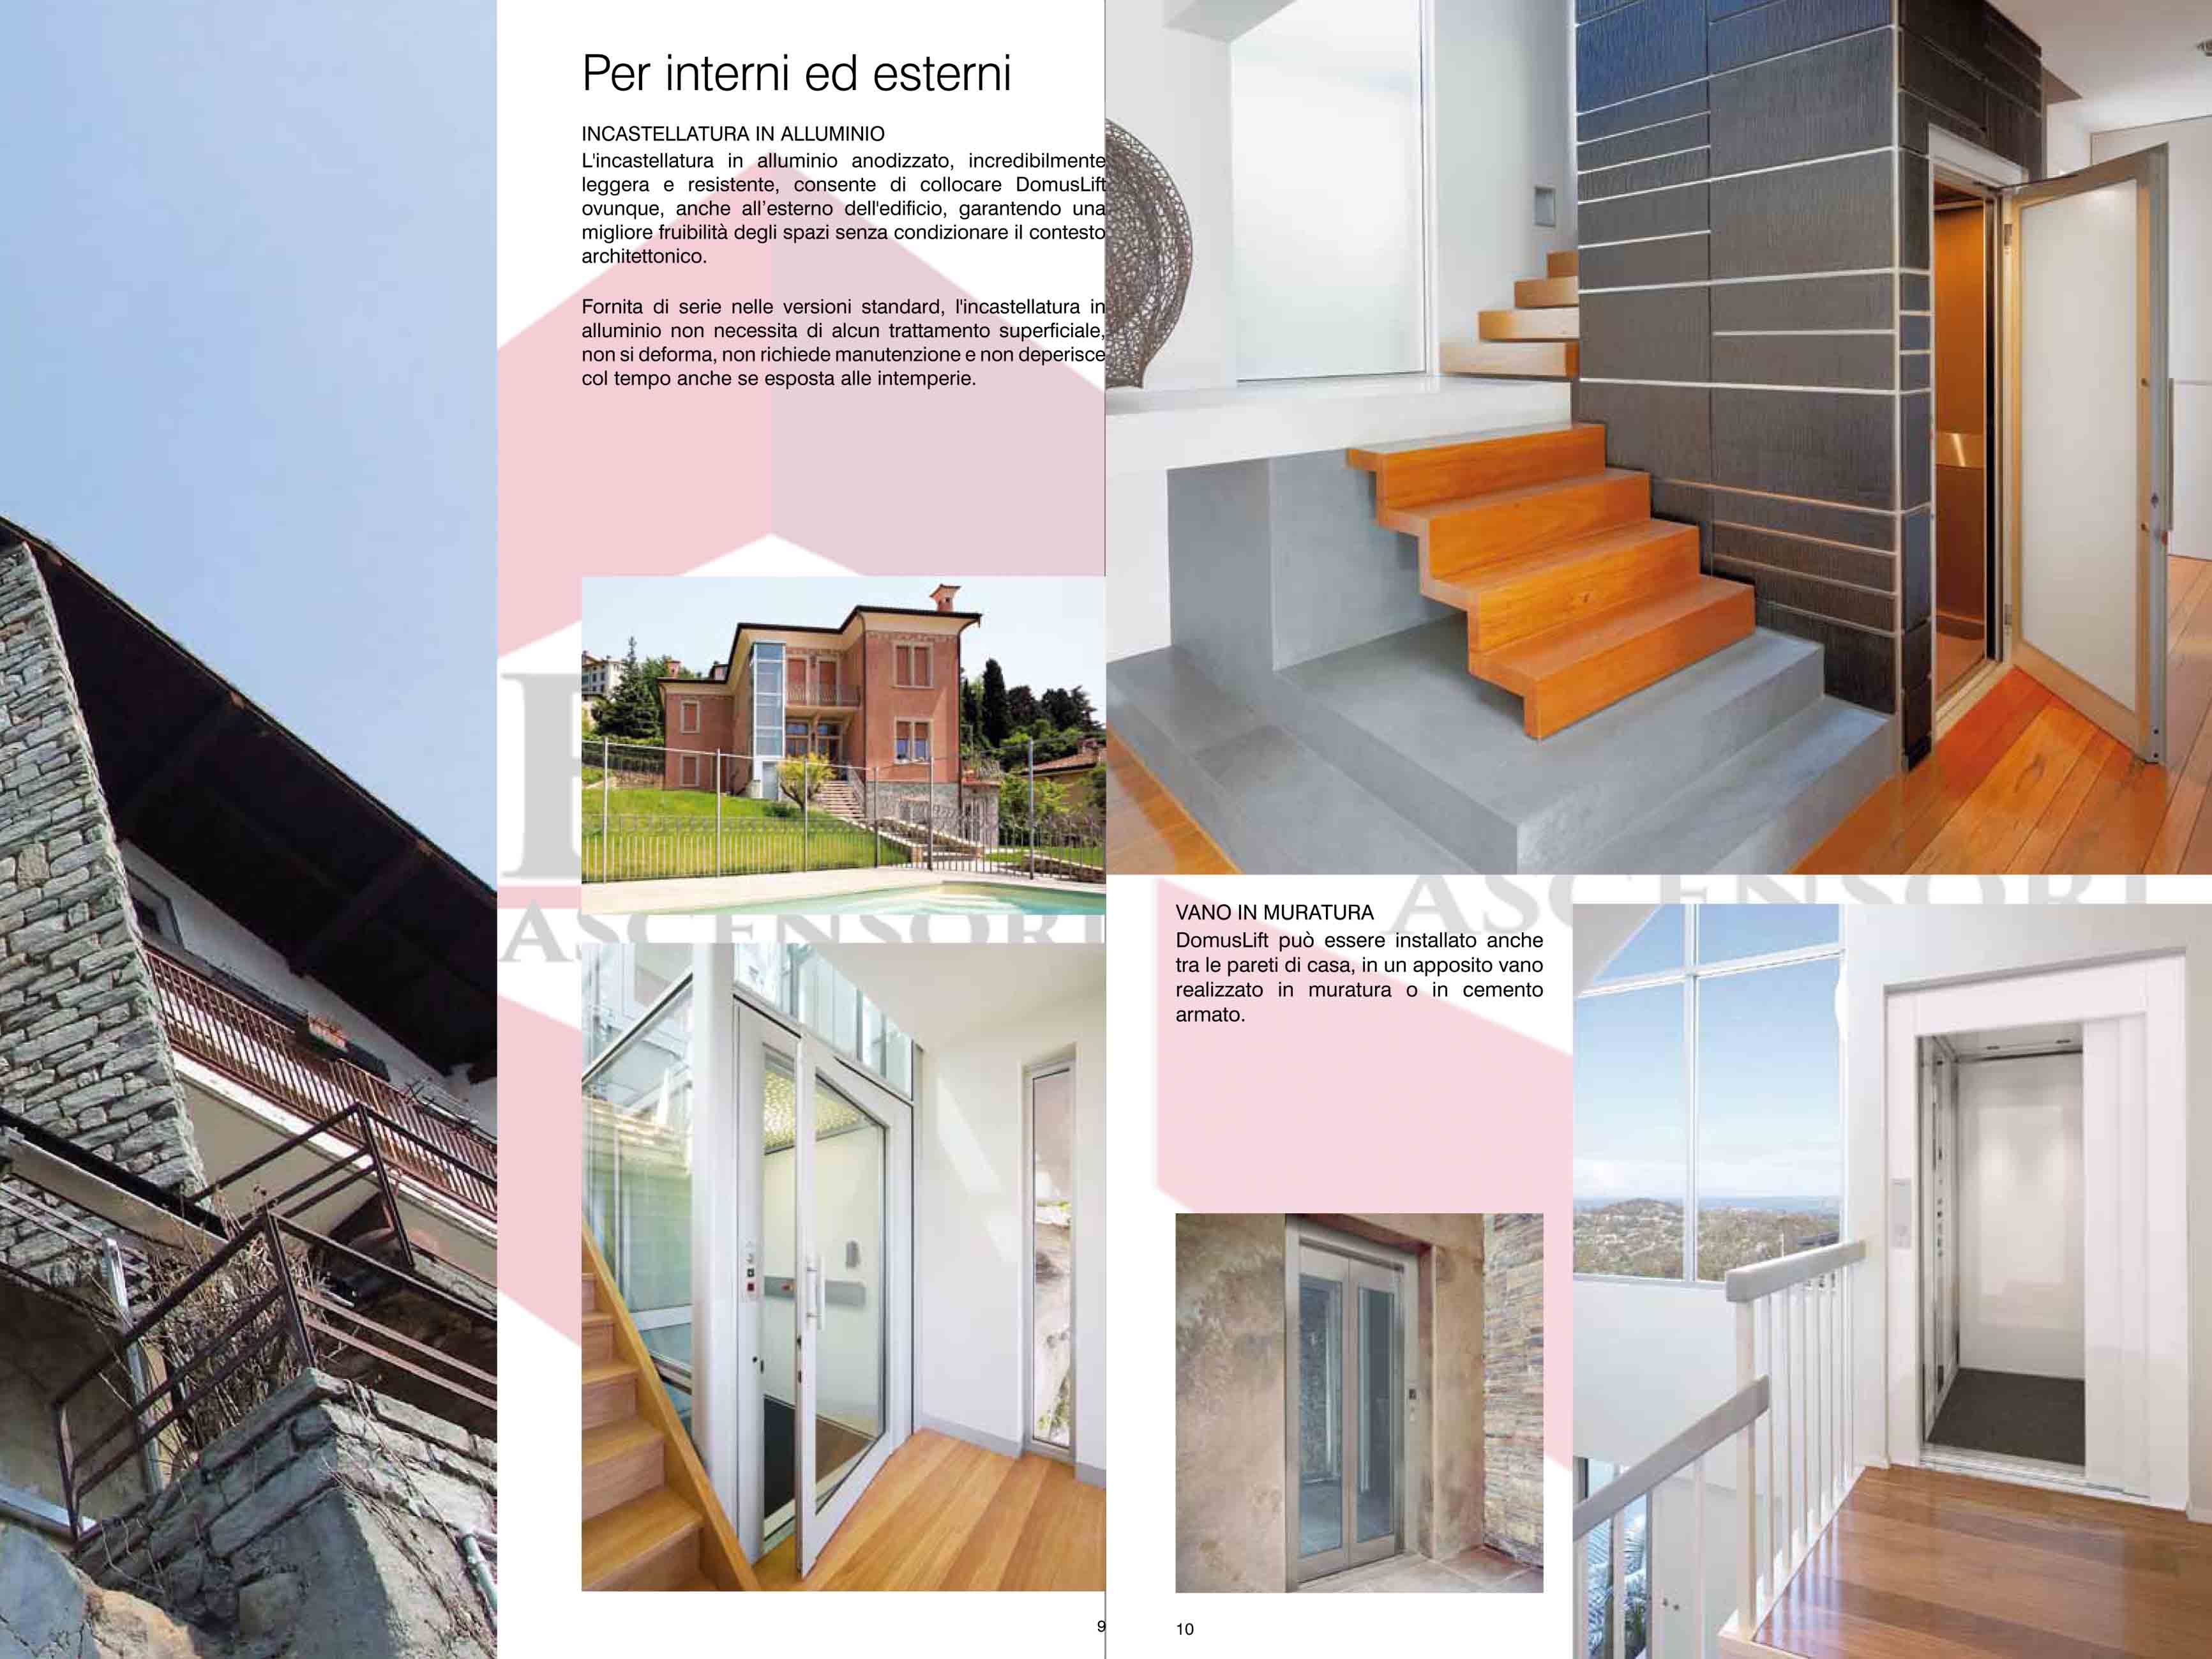 Per interni ed esterni
INCASTELLATURA IN ALLUMINIO
L'incastellatura in alluminio anodizzato, incredibilmente
leggera e resistente, consente di collocare DomusLift
ovunque, anche all’esterno dell'edificio, garantendo una
migliore fruibilità degli spazi senza condizionare il contesto
architettonico.
Fornita di serie nelle versioni standard, l'incastellatura in
alluminio non necessita di alcun trattamento superficiale,
non si deforma, non richiede manutenzione e non deperisce
col tempo anche se esposta alle intemperie.
ASCENSORI
9
ASCENSORI
VANO IN MURATURA
DomusLift può essere installato anche
tra le pareti di casa, in un apposito vano
realizzato in muratura o in cemento
armato.
10